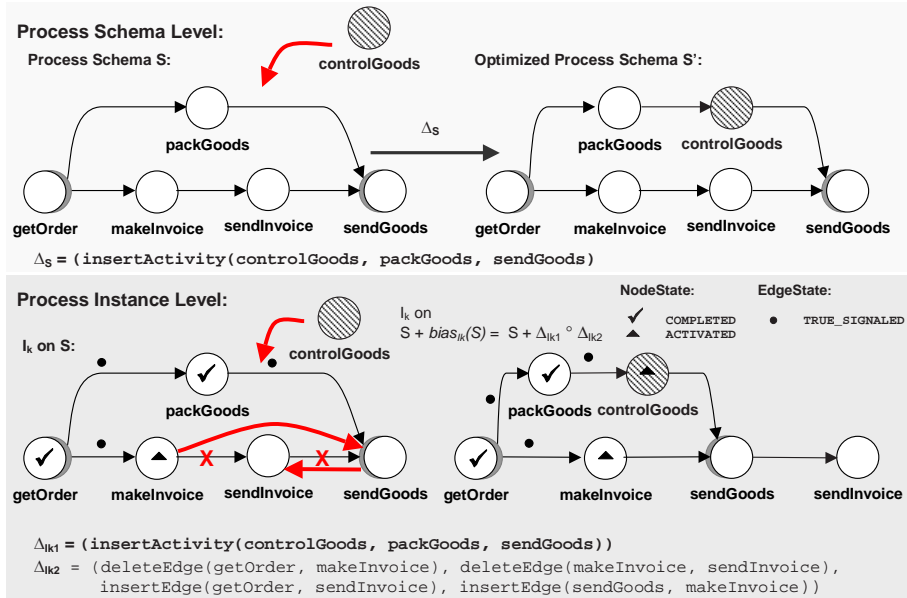 Process Schema Level:
Process Schema S:
controlGoods
Optimized Process Schema S':
packGoods
ΔS
packGoods
controlGoods
getOrder
makeInvoice
sendInvoice
sendGoods
getOrder
makeInvoice
sendInvoice
sendGoods
ΔS = (insertActivity(controlGoods, packGoods, sendGoods)
Process Instance Level:
Ik on S:
controlGoods
Ik on
S + biasIk(S) = S + ΔIk1 ° ΔIk2
NodeState:
COMPLETED
ACTIVATED
EdgeState:
TRUE_SIGNALED
packGoods
packGoods
controlGoods
X
X
getOrder
makeInvoice
sendInvoice
sendGoods
getOrder
makeInvoice
sendGoods
sendInvoice
ΔIk1 = (insertActivity(controlGoods, packGoods, sendGoods))
ΔIk2 = (deleteEdge(getOrder, makeInvoice), deleteEdge(makeInvoice, sendInvoice),
insertEdge(getOrder, sendInvoice), insertEdge(sendGoods, makeInvoice))